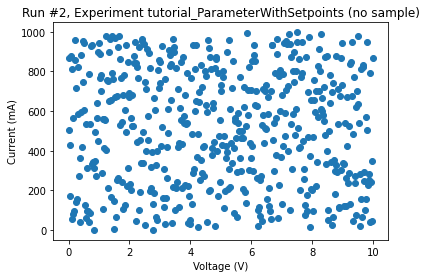 Run #2, Experiment tutorial_ParameterWithSetpoints (no sample)
1000
800
600
400
200
0
Current (mA)
0 2 4 6 8 10
Voltage (V)